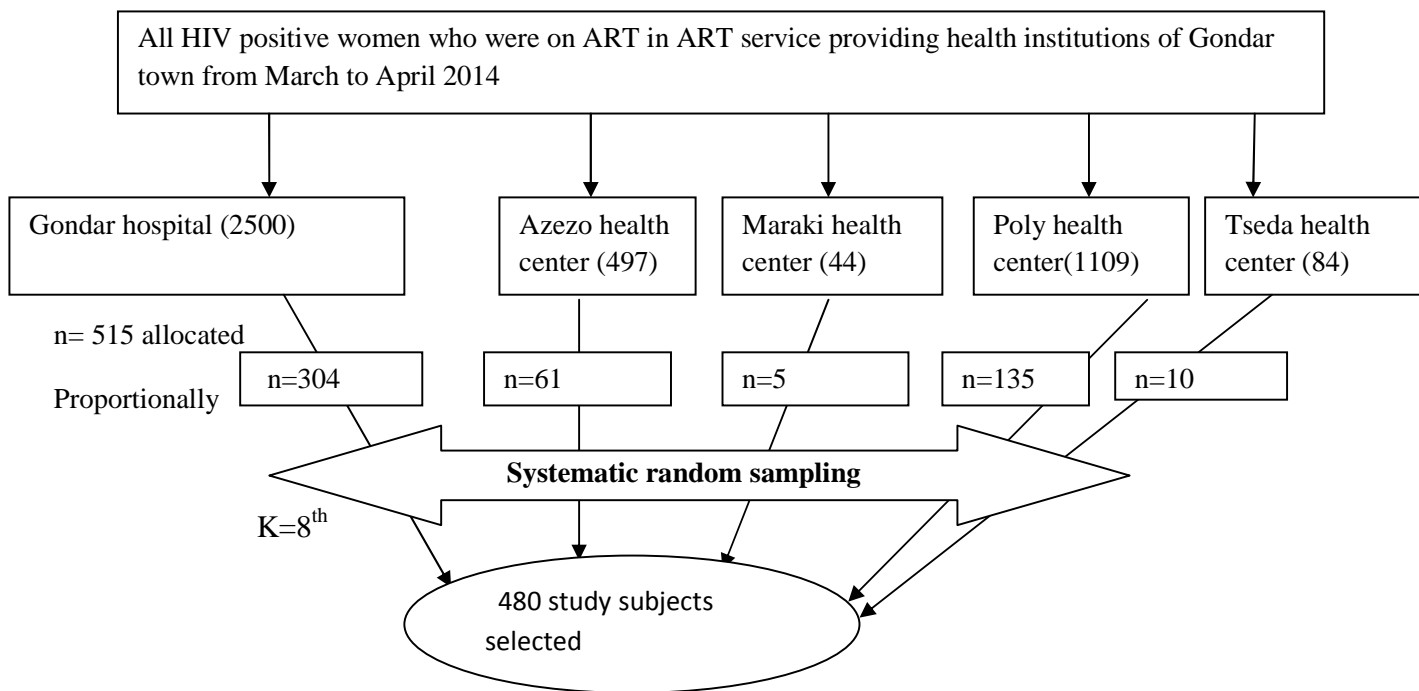 All HIV positive women who were on ART in ART service providing health institutions of Gondar
town from March to April 2014
Gondar hospital (2500)
Azezo health
center (497)
Maraki health
center (44)
Poly health
center(1109)
Tseda health
center (84)
n= 515 allocated
Proportionally
n=304
n=61
n=5
n=135
n=10
Systematic random sampling
K=8th
480 study subjects
selected